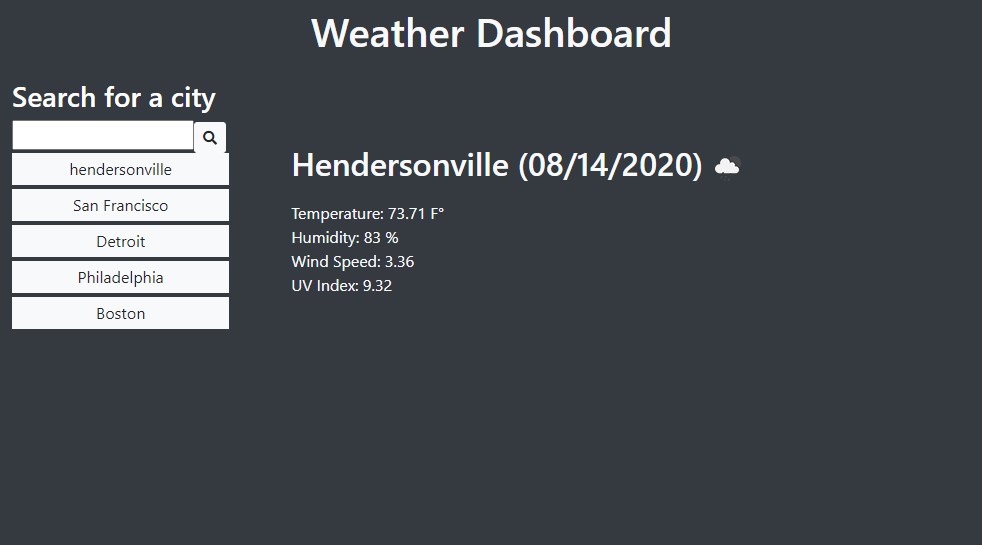 Weather Dashboard
Search for a city
hendersonville
San Francisco
Detroit
Philadelphia
Boston
Hendersonville (08/14/2020)
Temperature: 73.71 F°
Humidity: 83 %
Wind Speed: 3.36
UV Index: 9.32